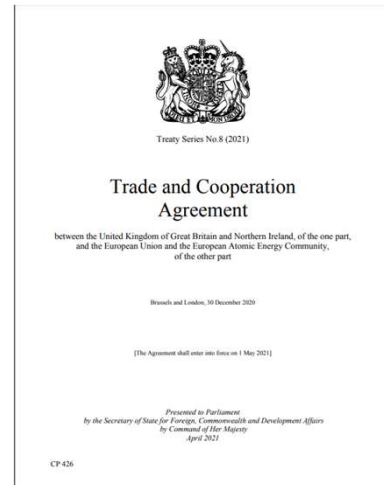 Treaty Series No.8 (2021)
Trade and Cooperation
Agreement
between the United Kingdom of Great Britain and Northern Ireland, of the one part,
and the European Union and the European Atomic Energy Community,
of the other part
Brussels and London, 30 December 2020
[The Agreement shall enter into force on 1 May 2021]
Presented to Parliament
by the Secretary of State for Foreign, Commonwealth and Development Affairs
by Command of Her Majesty
April 2021
CP 426